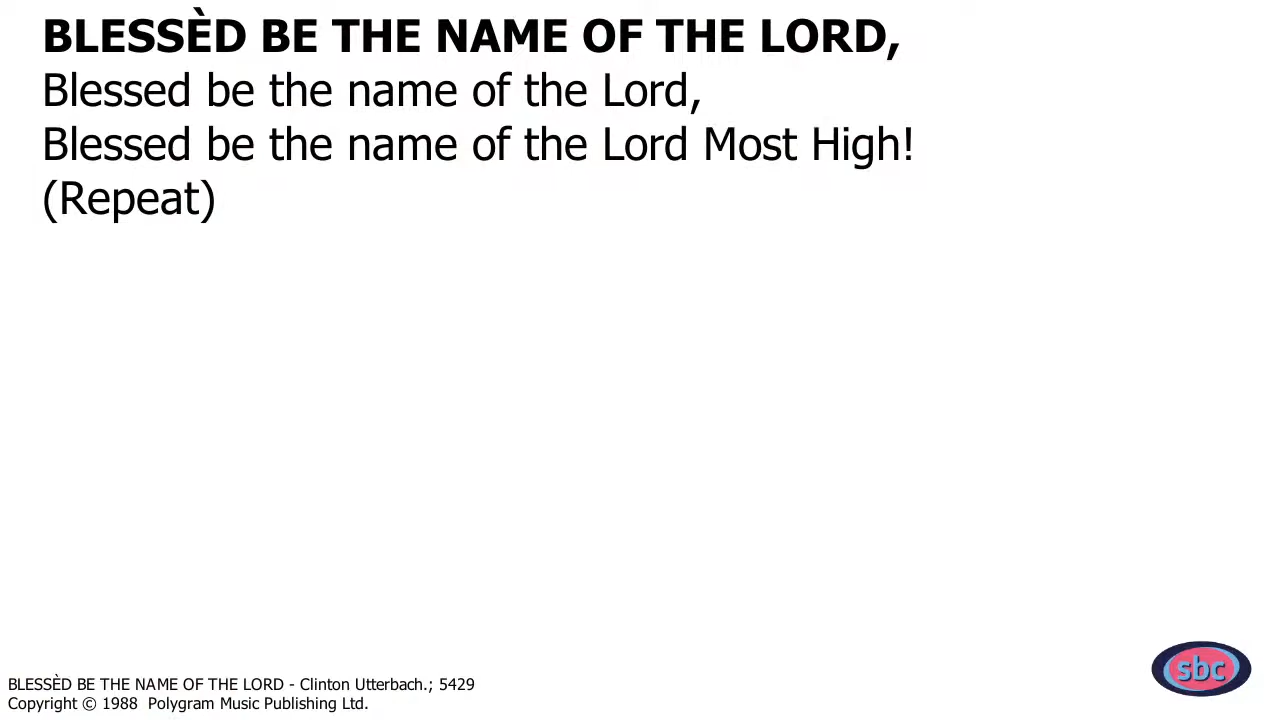 BLESSÈD BE THE NAME OF THE LORD,
Blessed be the name of the Lord,
Blessed be the name of the Lord Most High!
(Repeat)
BLESSÈD BE THE NAME OF THE LORD - Clinton Utterbach.; 5429
Copyright © 1988  Polygram Music Publishing Ltd.
sbc